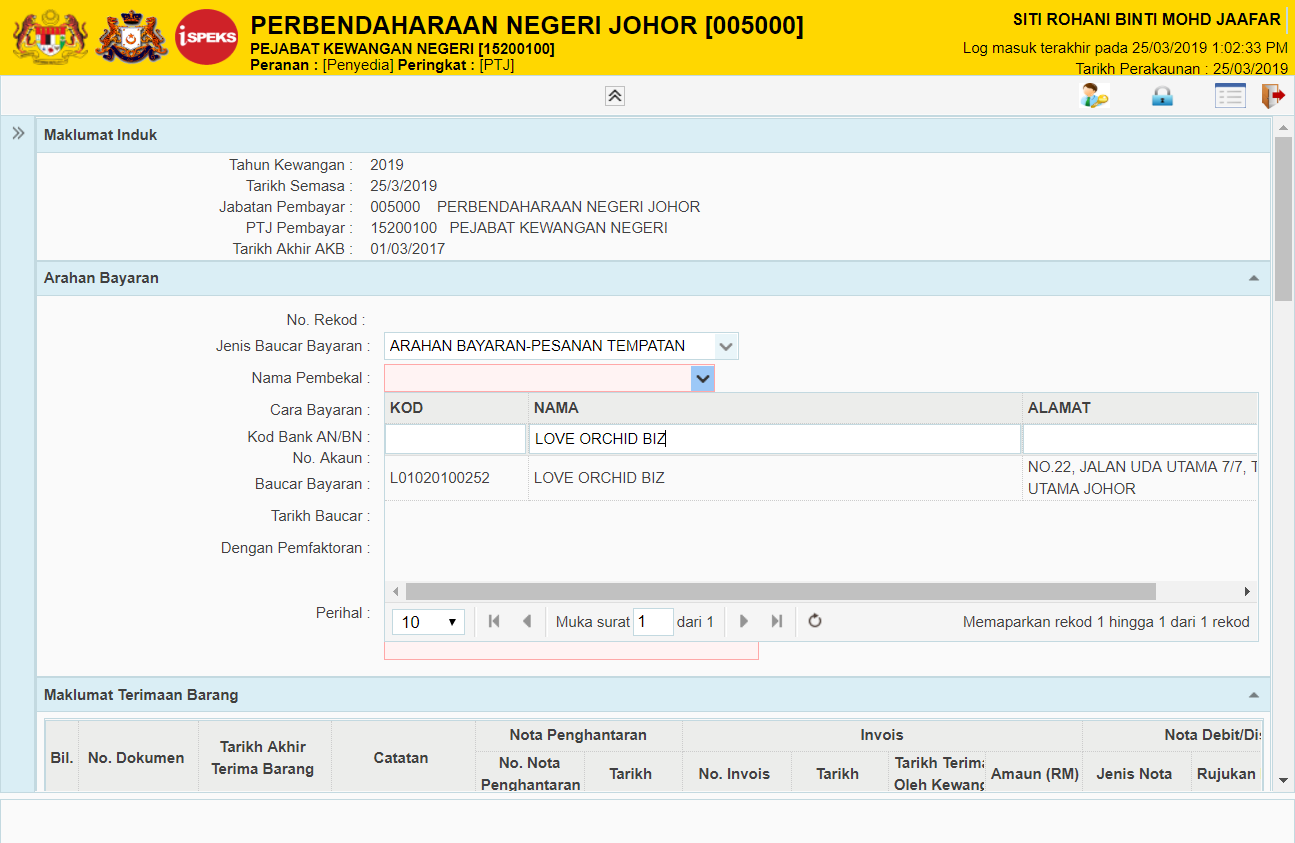 iSPEKS
PERBENDAHARAAN NEGERI JOHOR [005000]
PEJABAT KEWANGAN NEGERI [15200100]
Peranan : [Penyedia] Peringkat : [PTJ]
SITI ROHANI BINTI MOHD JAAFAR
Log masuk terakhir pada 25/03/2019 1:02:33 PM
Tarikh Perakaunan : 25/03/2019
Maklumat Induk
Tahun Kewangan : 2019
Tarikh Semasa : 25/3/2019
Jabatan Pembayar : 005000 PERBENDAHARAAN NEGERI JOHOR
PTJ Pembayar : 15200100 PEJABAT KEWANGAN NEGERI
Tarikh Akhir AKB : 01/03/2017
Arahan Bayaran
No. Rekod :
Jenis Baucar Bayaran : ARAHAN BAYARAN-PESANAN TEMPATAN
Nama Pembekal :
Cara Bayaran :
Kod Bank AN/BN :
No. Akaun :
Baucar Bayaran :
Tarikh Baucar :
Dengan Pemfaktoran :
Perihal :
KOD NAMA ALAMAT
LOVE ORCHID BIZ
L01020100252 LOVE ORCHID BIZ NO.22, JALAN UDA UTAMA 7/7, T
UTAMA JOHOR
10 Muka surat 1 dari 1 Memaparkan rekod 1 hingga 1 dari 1 rekod
Maklumat Terimaan Barang
Bil. No. Dokumen Tarikh Akhir
Terima Barang
Catatan
Nota Penghantaran
No. Nota
Penghantaran
Tarikh
Invois
No. Invois
Tarikh
Tarikh Terima
Oleh Kewang
Amaun (RM)
Nota Debit/Dis
Jenis Nota
Rujukan